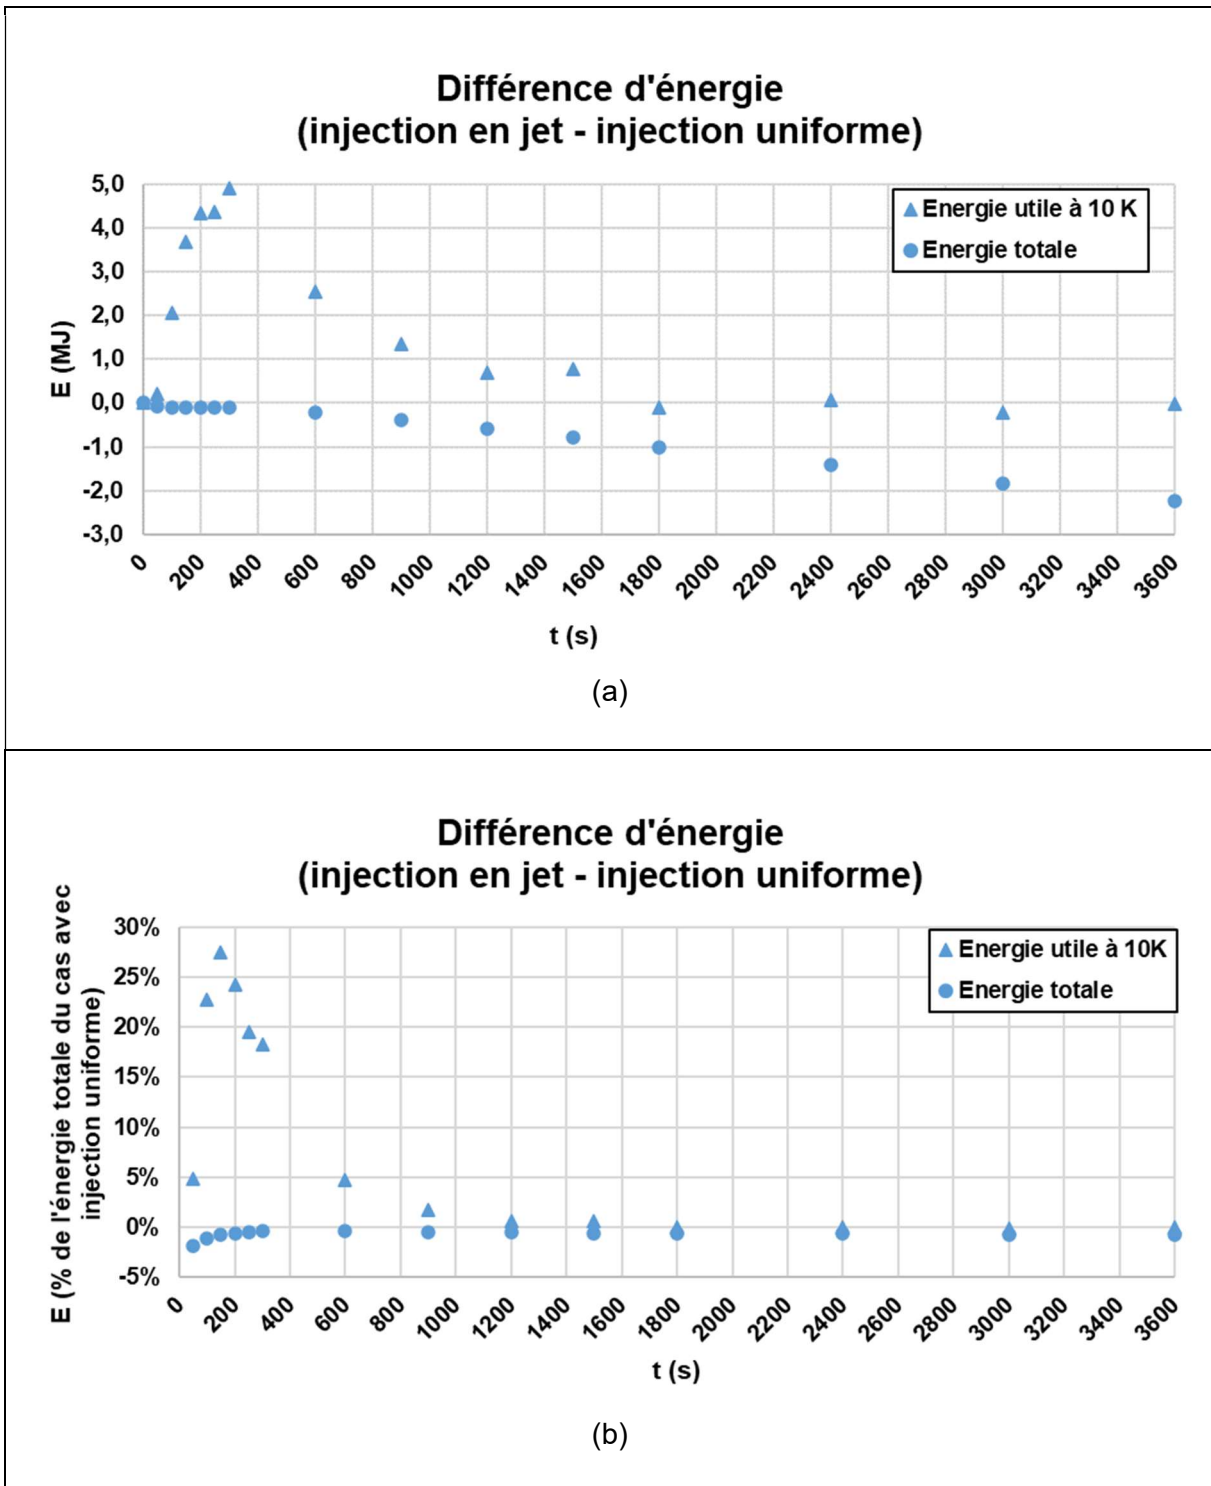 Différence d'énergie
(injection en jet - injection uniforme)
5,0
4,0
3,0
2,0
1,0
0,0
-1,0
-2,0
-3,0
E (MJ)
Energie utile à 10 K
Energie totale
0 200 400 600 800 1000 1200 1400 1600 1800 2000 2200 2400 2600 2800 3000 3200 3400 3600
t (s)
(a)
Différence d'énergie
(injection en jet - injection uniforme)
E (% de l'énergie totale du cas avec
injection uniforme)
30%
25%
20%
15%
10%
5%
0%
-5%
Energie utile à 10K
Energie totale
0 200 400 600 800 1000 1200 1400 1600 1800 2000 2200 2400 2600 2800 3000 3200 3400 3600
t (s)
(b)